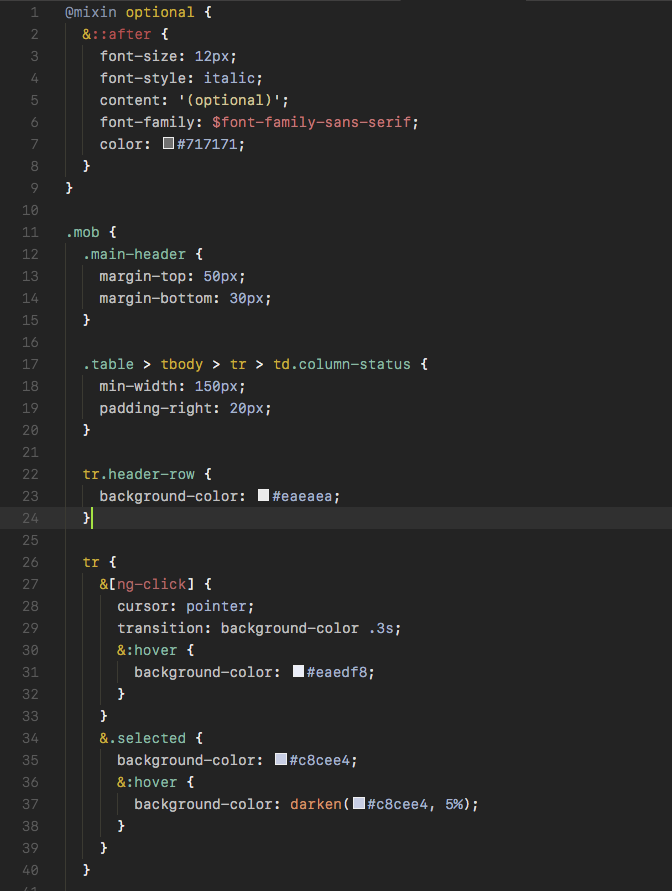 1 @mixin optional {
2   &::after {
3     font-size: 12px;
4     font-style: italic;
5     content: '(optional)';
6     font-family: $font-family-sans-serif;
7     color: #717171;
8   }
9 }
10
11 .mob {
12   .main-header {
13     margin-top: 50px;
14     margin-bottom: 30px;
15   }
16
17   .table > tbody > tr > td.column-status {
18     min-width: 150px;
19     padding-right: 20px;
20   }
21
22   tr.header-row {
23     background-color: #eaeaea;
24   }
25
26   tr {
27     &[ng-click] {
28       cursor: pointer;
29       transition: background-color .3s;
30       &:hover {
31         background-color: #eaedf8;
32       }
33     }
34     &.selected {
35       background-color: #c8cee4;
36       &:hover {
37         background-color: darken(#c8cee4, 5%);
38       }
39     }
40   }
41